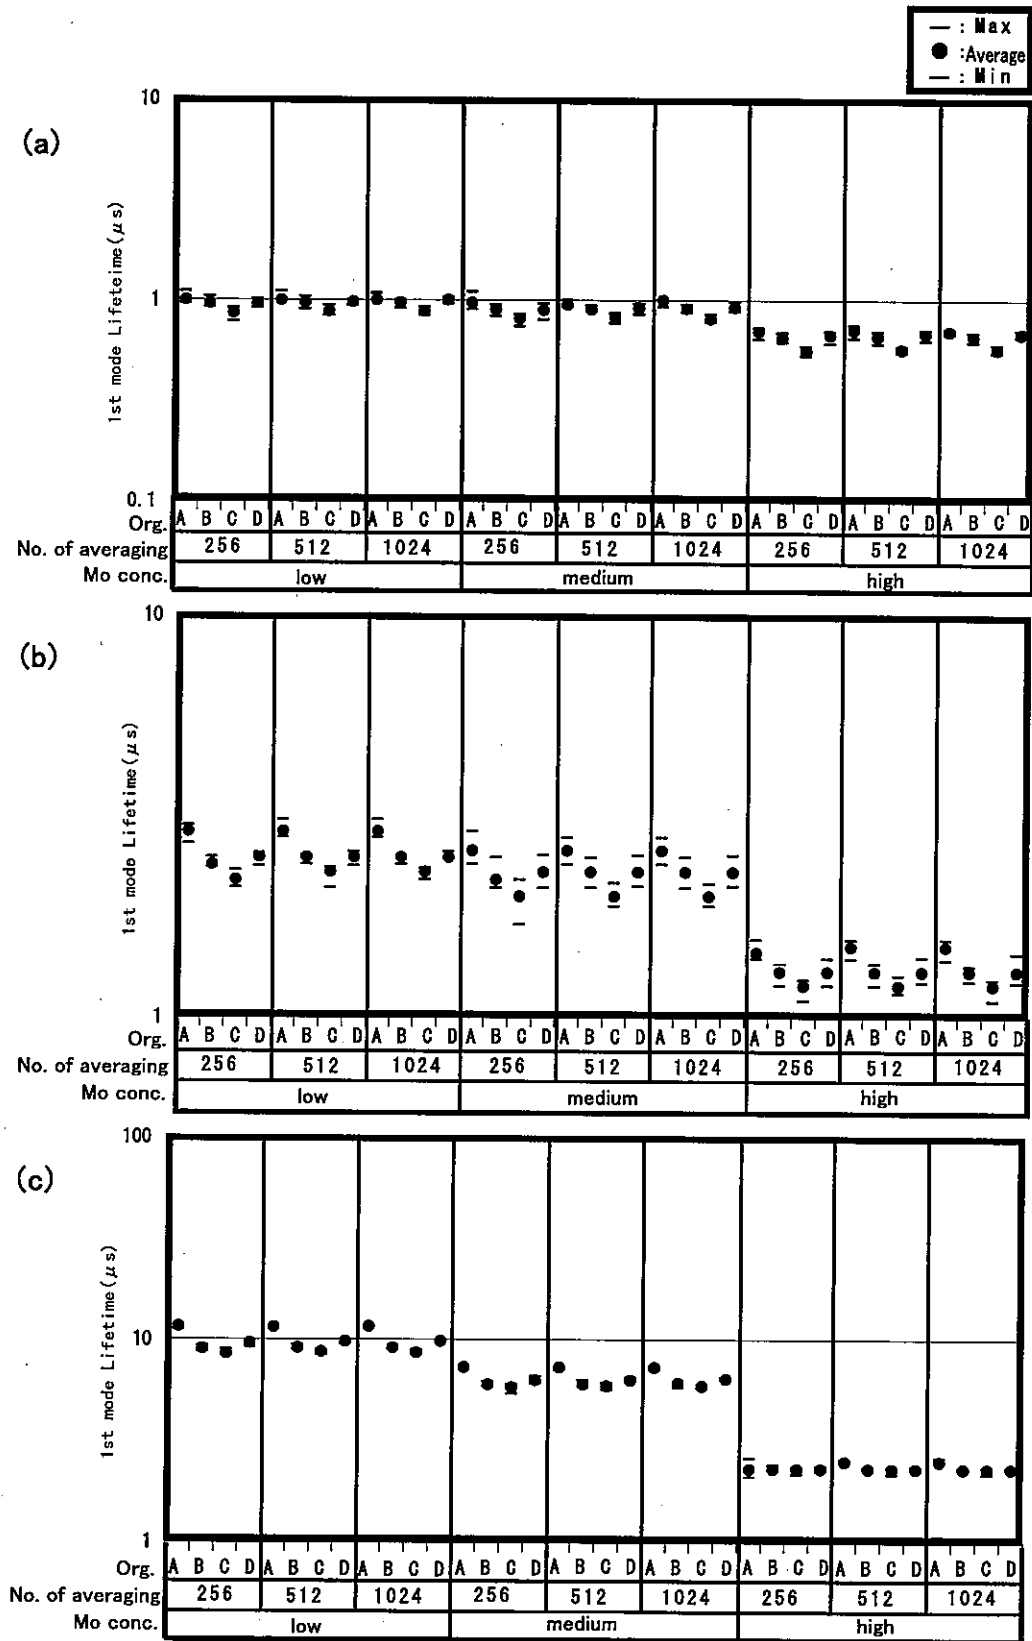 — : Max
● :Average
— : Min
(a)
10
1
0.1
1st mode Lifeteime(μs)
Org. A B C D A B C D A B C D A B C D A B C D A B C D A B C D A B C D A B C D
No. of averaging 256 512 1024 256 512 1024 256 512 1024
Mo conc. low medium high
(b)
10
1
1st mode Lifetime(μs)
Org. A B C D A B C D A B C D A B C D A B C D A B C D A B C D A B C D A B C D
No. of averaging 256 512 1024 256 512 1024 256 512 1024
Mo conc. low medium high
(c)
100
10
1
1st mode Lifetime(μs)
Org. A B C D A B C D A B C D A B C D A B C D A B C D A B C D A B C D A B C D
No. of averaging 256 512 1024 256 512 1024 256 512 1024
Mo conc. low medium high